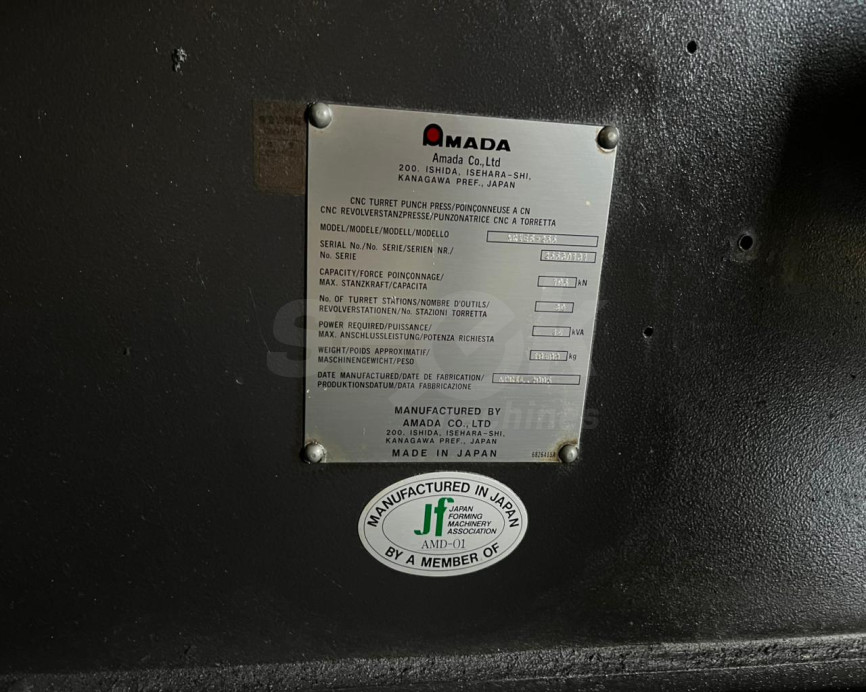 AMADA
Amada Co.,Ltd
200, ISHIDA, ISEHARA-SHI,
KANAGAWA PREF., JAPAN
CNC TURRET PUNCH PRESS/POINÇONNEUSE A CN
CNC REVOLVERSTANZPRESSE/PUNZONATRICE CNC A TORRETTA
MODEL/MODELE/MODELL/MODELLO
SERIAL No./No. SERIE/SERIEN NR./
No. SERIE
CAPACITY/FORCE POINÇONNAGE/
MAX. STANZKRAFT/CAPACITA
kN
No. OF TURRET STATIONS/NOMBRE D'OUTILS/
REVOLVERSTATIONEN/No. STAZIONI TORRETTA
POWER REQUIRED/PUISSANCE/
MAX. ANSCHLUSSLEISTUNG/POTENZA RICHIESTA
kVA
WEIGHT/POIDS APPROXIMATIF/
MASCHINENGEWICHT/PESO
kg
DATE MANUFACTURED/DATE DE FABRICATION/
PRODUKTIONSDATUM/DATA FABBRICAZIONE
MANUFACTURED BY
AMADA CO., LTD
200, ISHIDA, ISEHARA-SHI,
KANAGAWA PREF., JAPAN
MADE IN JAPAN
MANUFACTURED IN JAPAN
Jf
JAPAN
FORMING
MACHINERY
ASSOCIATION
AMD-01
BY A MEMBER OF